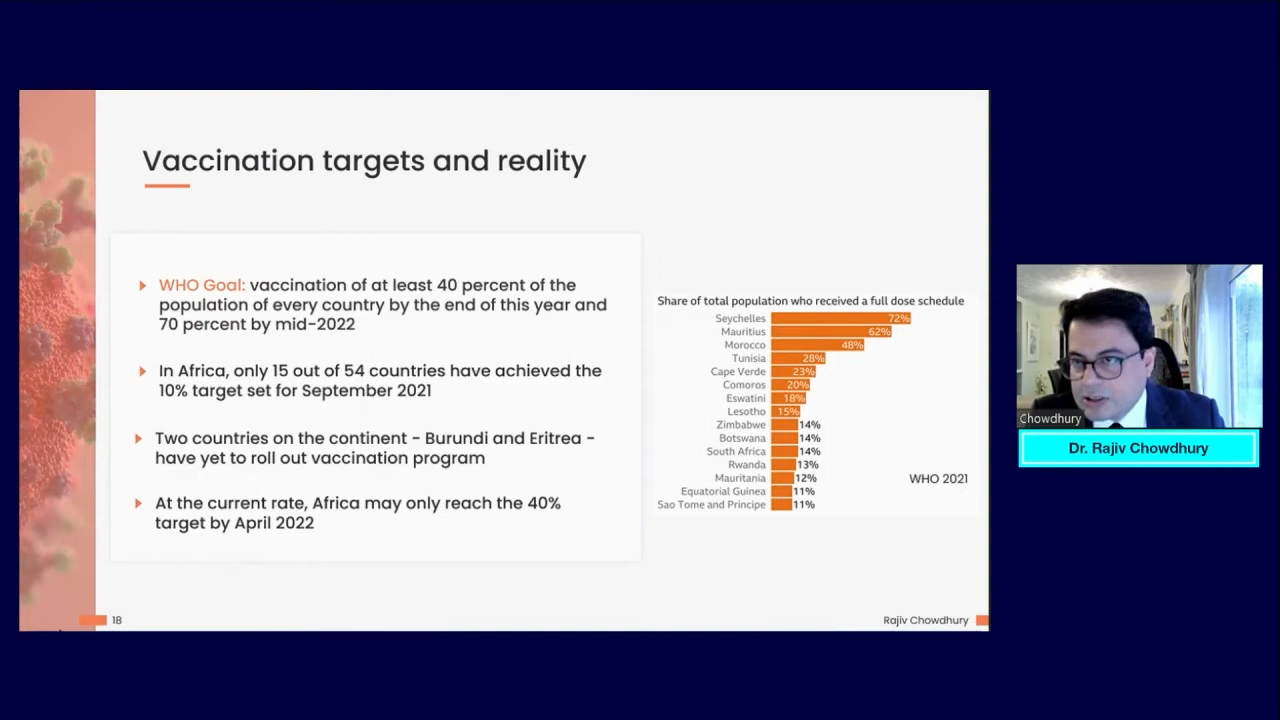 Vaccination targets and reality
WHO Goal: vaccination of at least 40 percent of the
population of every country by the end of this year and
70 percent by mid-2022
In Africa, only 15 out of 54 countries have achieved the
10% target set for September 2021
Two countries on the continent - Burundi and Eritrea -
have yet to roll out vaccination program
At the current rate, Africa may only reach the 40%
target by April 2022
Share of total population who received a full dose schedule
Seychelles 72%
Mauritius 62%
Morocco 48%
Tunisia 28%
Cape Verde 23%
Comoros 20%
Eswatini 18%
Lesotho 15%
Zimbabwe 14%
Botswana 14%
South Africa 14%
Rwanda 13%
Mauritania 12%
Equatorial Guinea 11%
Sao Tome and Principe 11%
WHO 2021
18
Rajiv Chowdhury
Chowdhury
Dr. Rajiv Chowdhury